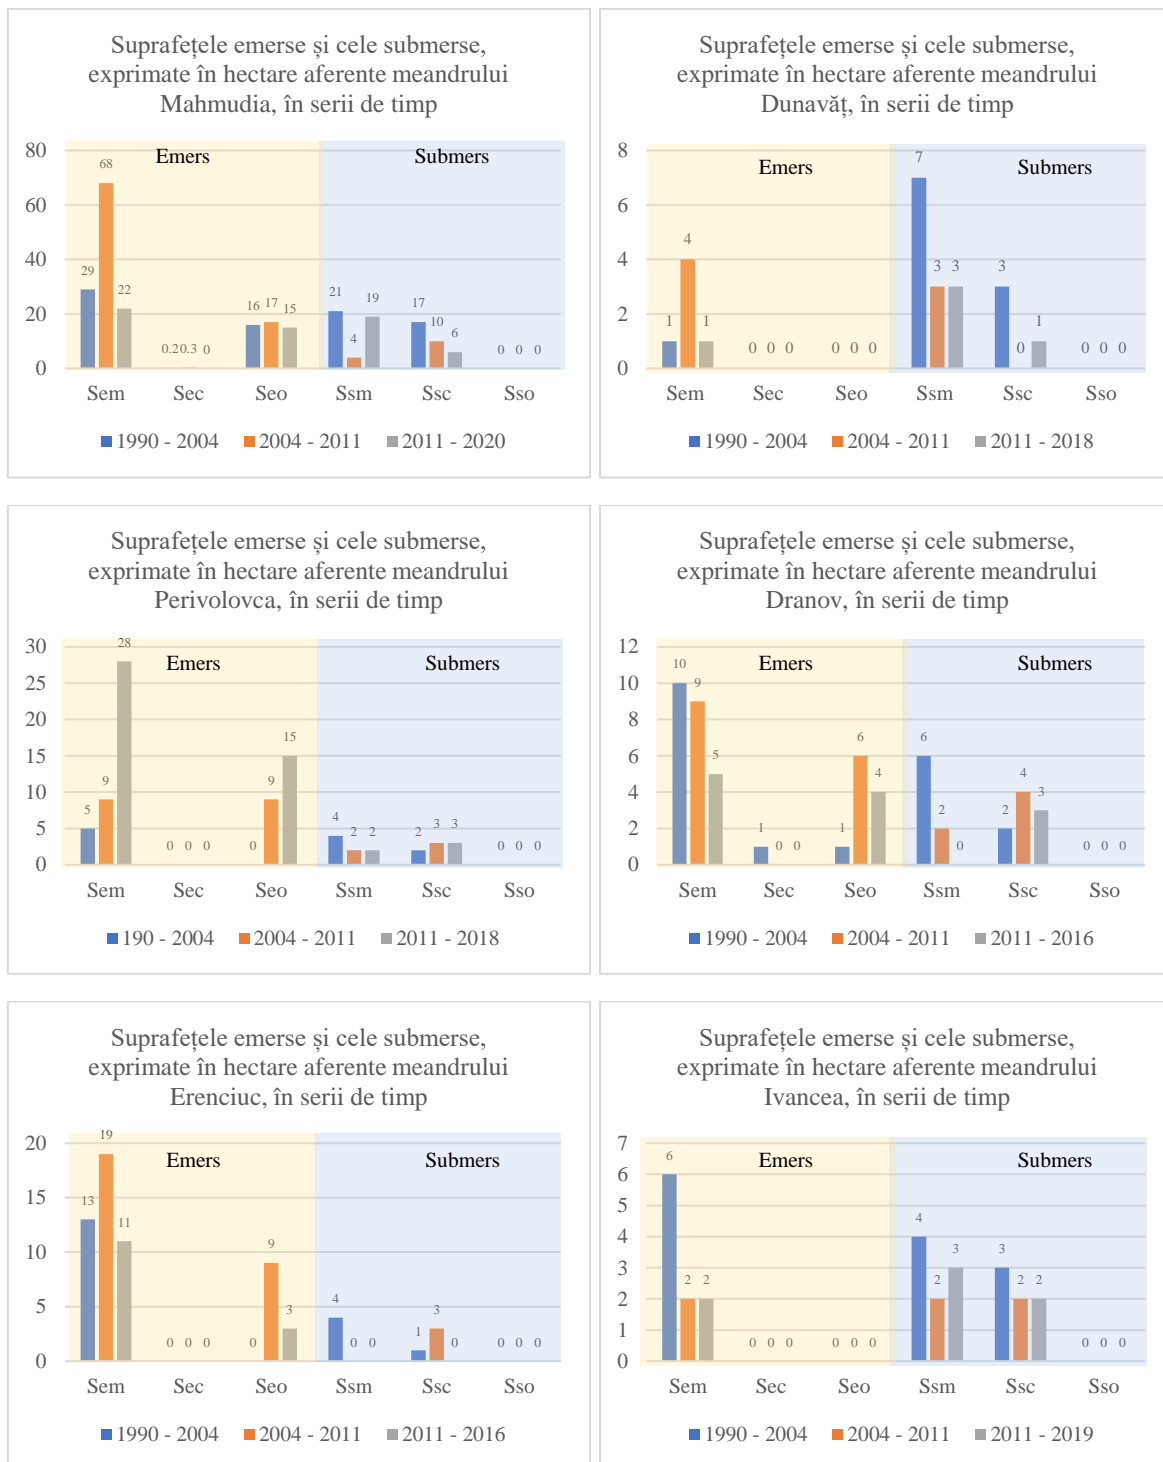 Suprafețele emerse și cele submerse,
exprimate în hectare aferente meandrului
Mahmudia, în serii de timp
80
60
40
20
0
Emers
Submers
29
68
22
0.2
0.3
0
16
17
15
21
4
19
17
10
6
0
0
0
Sem
Sec
Seo
Ssm
Ssc
Sso
1990 - 2004
2004 - 2011
2011 - 2020
Suprafețele emerse și cele submerse,
exprimate în hectare aferente meandrului
Dunavăț, în serii de timp
8
6
4
2
0
Emers
Submers
1
4
1
0
0
0
0
0
0
7
3
3
3
0
1
0
0
0
Sem
Sec
Seo
Ssm
Ssc
Sso
1990 - 2004
2004 - 2011
2011 - 2018
Suprafețele emerse și cele submerse,
exprimate în hectare aferente meandrului
Perivolovca, în serii de timp
30
25
20
15
10
5
0
Emers
Submers
5
9
28
0
0
0
0
9
15
4
2
2
2
3
3
0
0
0
Sem
Sec
Seo
Ssm
Ssc
Sso
190 - 2004
2004 - 2011
2011 - 2018
Suprafețele emerse și cele submerse,
exprimate în hectare aferente meandrului
Dranov, în serii de timp
12
10
8
6
4
2
0
Emers
Submers
10
9
5
1
0
0
1
6
4
6
2
0
2
4
3
0
0
0
Sem
Sec
Seo
Ssm
Ssc
Sso
1990 - 2004
2004 - 2011
2011 - 2016
Suprafețele emerse și cele submerse,
exprimate în hectare aferente meandrului
Erenciuc, în serii de timp
20
15
10
5
0
Emers
Submers
13
19
11
0
0
0
0
9
3
4
0
0
1
3
0
0
0
0
Sem
Sec
Seo
Ssm
Ssc
Sso
1990 - 2004
2004 - 2011
2011 - 2016
Suprafețele emerse și cele submerse,
exprimate în hectare aferente meandrului
Ivancea, în serii de timp
7
6
5
4
3
2
1
0
Emers
Submers
6
2
2
0
0
0
0
0
0
4
2
3
3
2
2
0
0
0
Sem
Sec
Seo
Ssm
Ssc
Sso
1990 - 2004
2004 - 2011
2011 - 2019